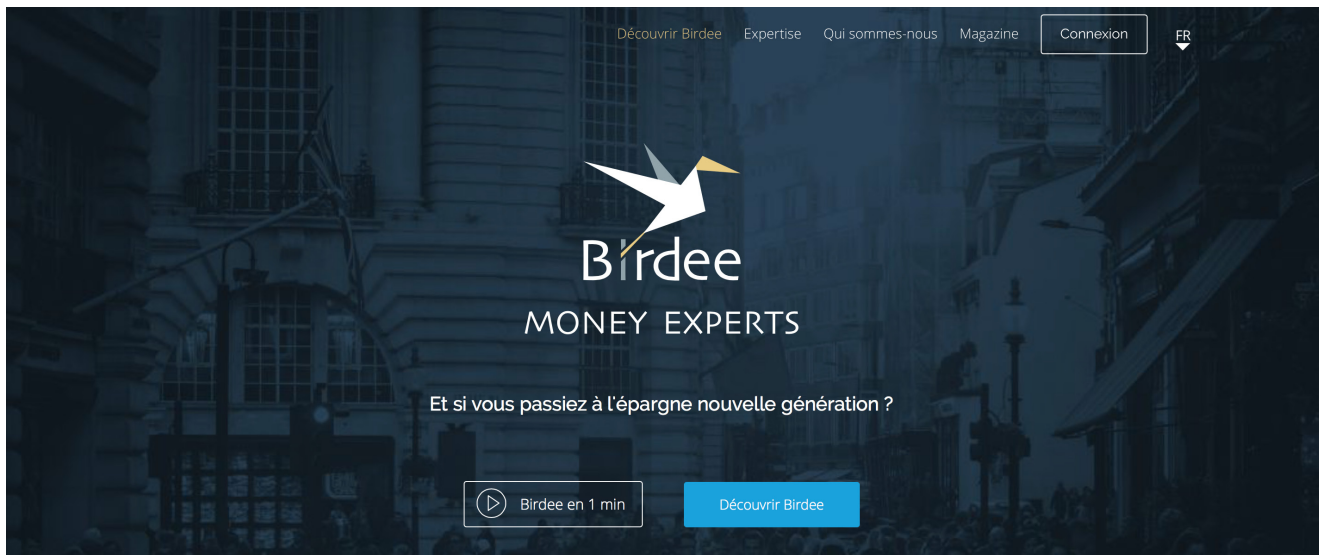 Découvrir Birdee Expertise Qui sommes-nous Magazine Connexion FR
Birdee
MONEY EXPERTS
Et si vous passiez à l'épargne nouvelle génération ?
Birdee en 1 min Découvrir Birdee